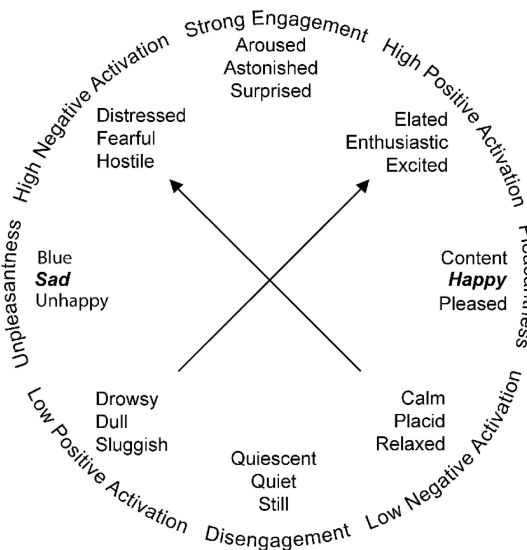 Strong Engagement
Aroused
Astonished
Surprised
High Negative Activation
Distressed
Fearful
Hostile
High Positive Activation
Elated
Enthusiastic
Excited
Unpleasantness
Blue
Sad
Unhappy
Content
Happy
Pleased
Low Positive Activation
Drowsy
Dull
Sluggish
Quiescent
Quiet
Still
Disengagement
Calm
Placid
Relaxed
Low Negative Activation